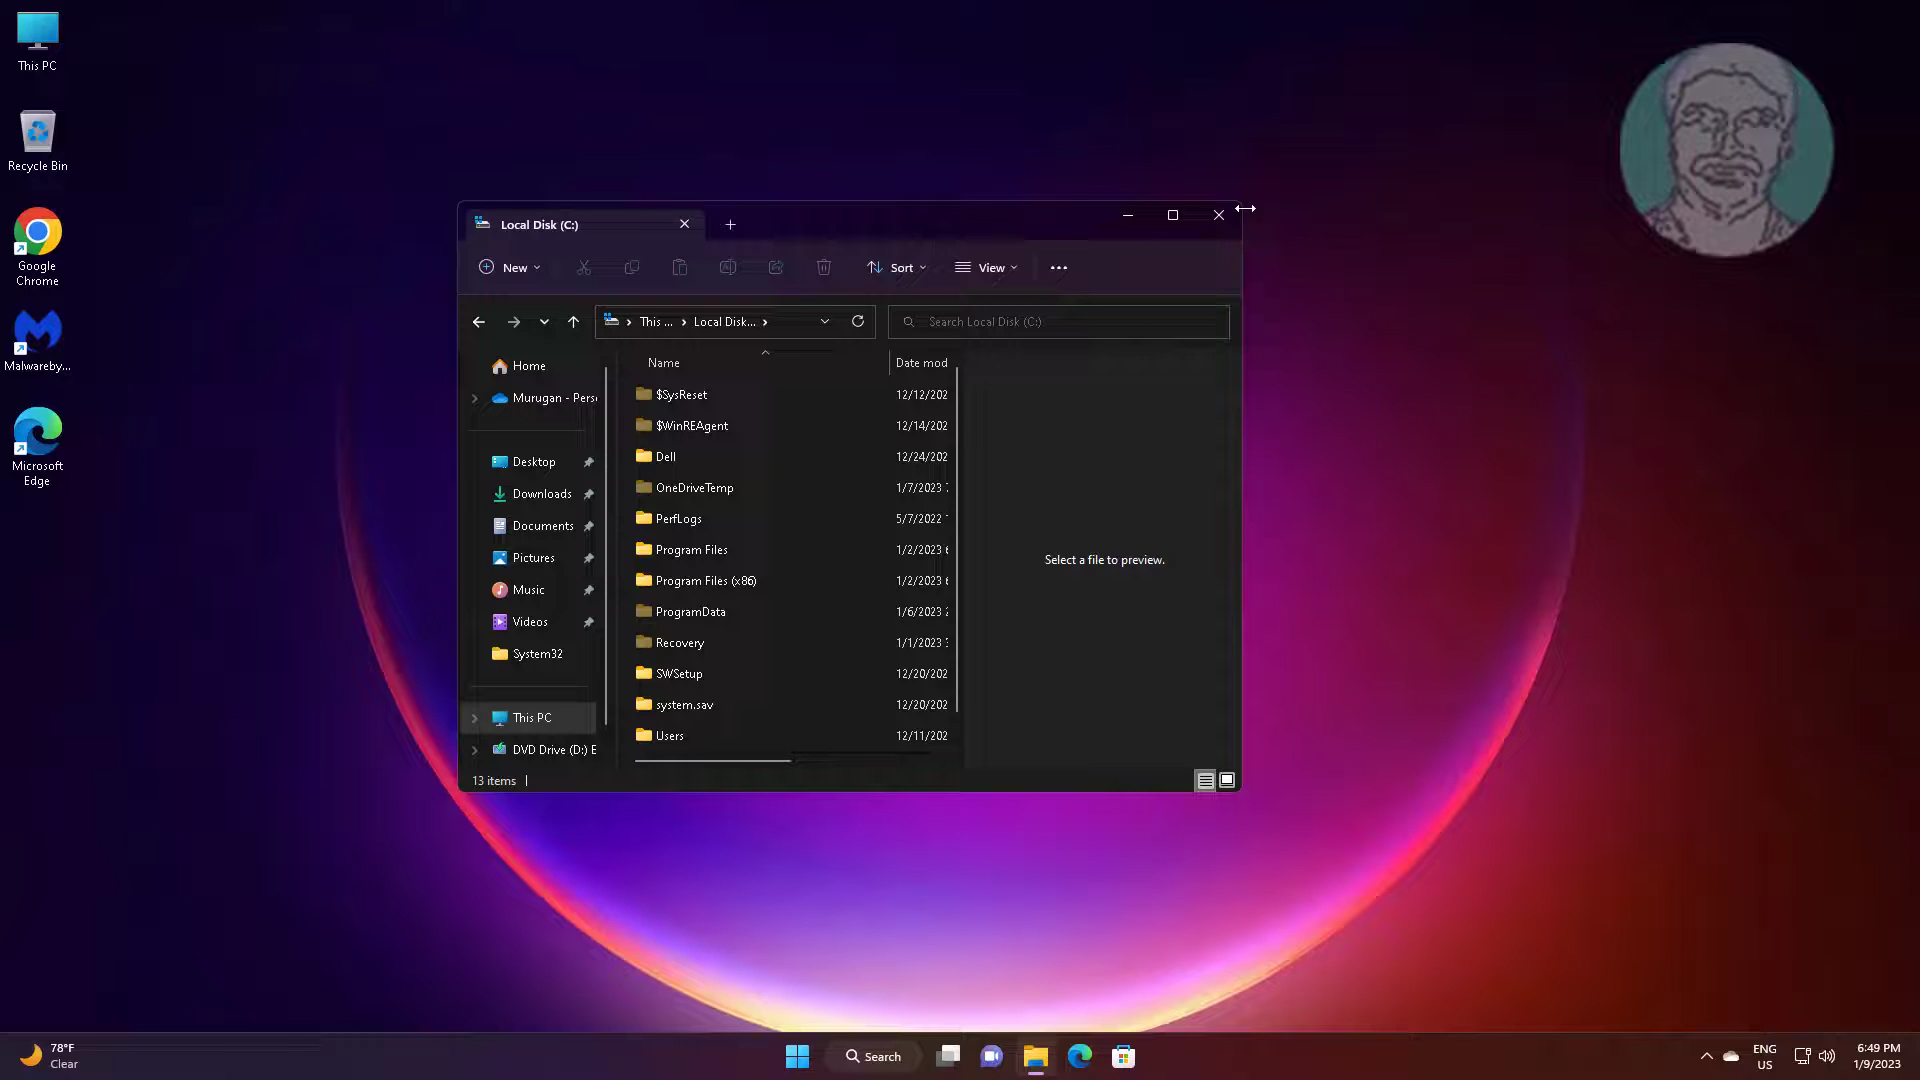 This PC
Recycle Bin
Google
Chrome
Malwareby...
Microsoft
Edge
Local Disk (C:)
New
Sort
View
This ...
Local Disk...
Search Local Disk (C:)
Home
Murugan - Pers
Desktop
Downloads
Documents
Pictures
Music
Videos
System32
This PC
DVD Drive (D:) E
Name Date mod
$SysReset 12/12/202
$WinREAgent 12/14/202
Dell 12/24/202
OneDriveTemp 1/7/2023
PerfLogs 5/7/2022
Program Files 1/2/2023
Program Files (x86) 1/2/2023
ProgramData 1/6/2023
Recovery 1/1/2023
SWSetup 12/20/202
system.sav 12/20/202
Users 12/11/202
Select a file to preview.
13 items
78°F
Clear
Search
ENG
US
6:49 PM
1/9/2023